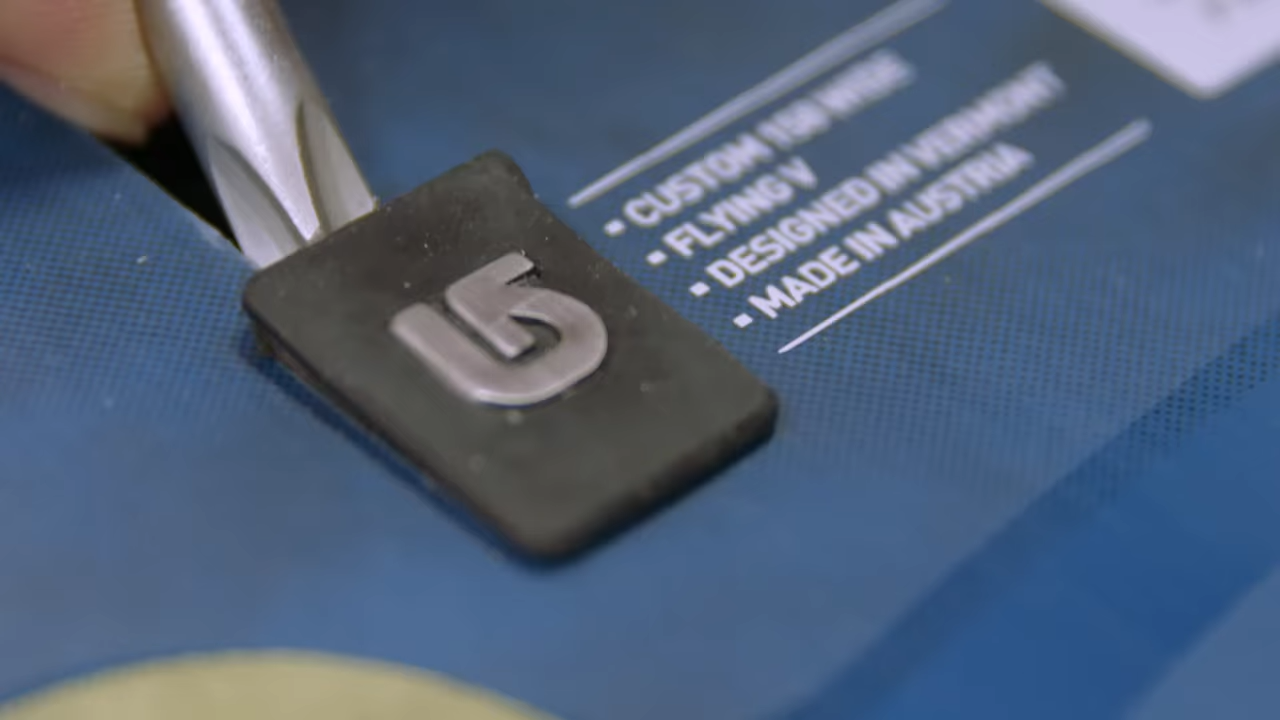 ▪ CUSTOM 158 WIDE
▪ FLYING V
▪ DESIGNED IN VERMONT
▪ MADE IN AUSTRIA